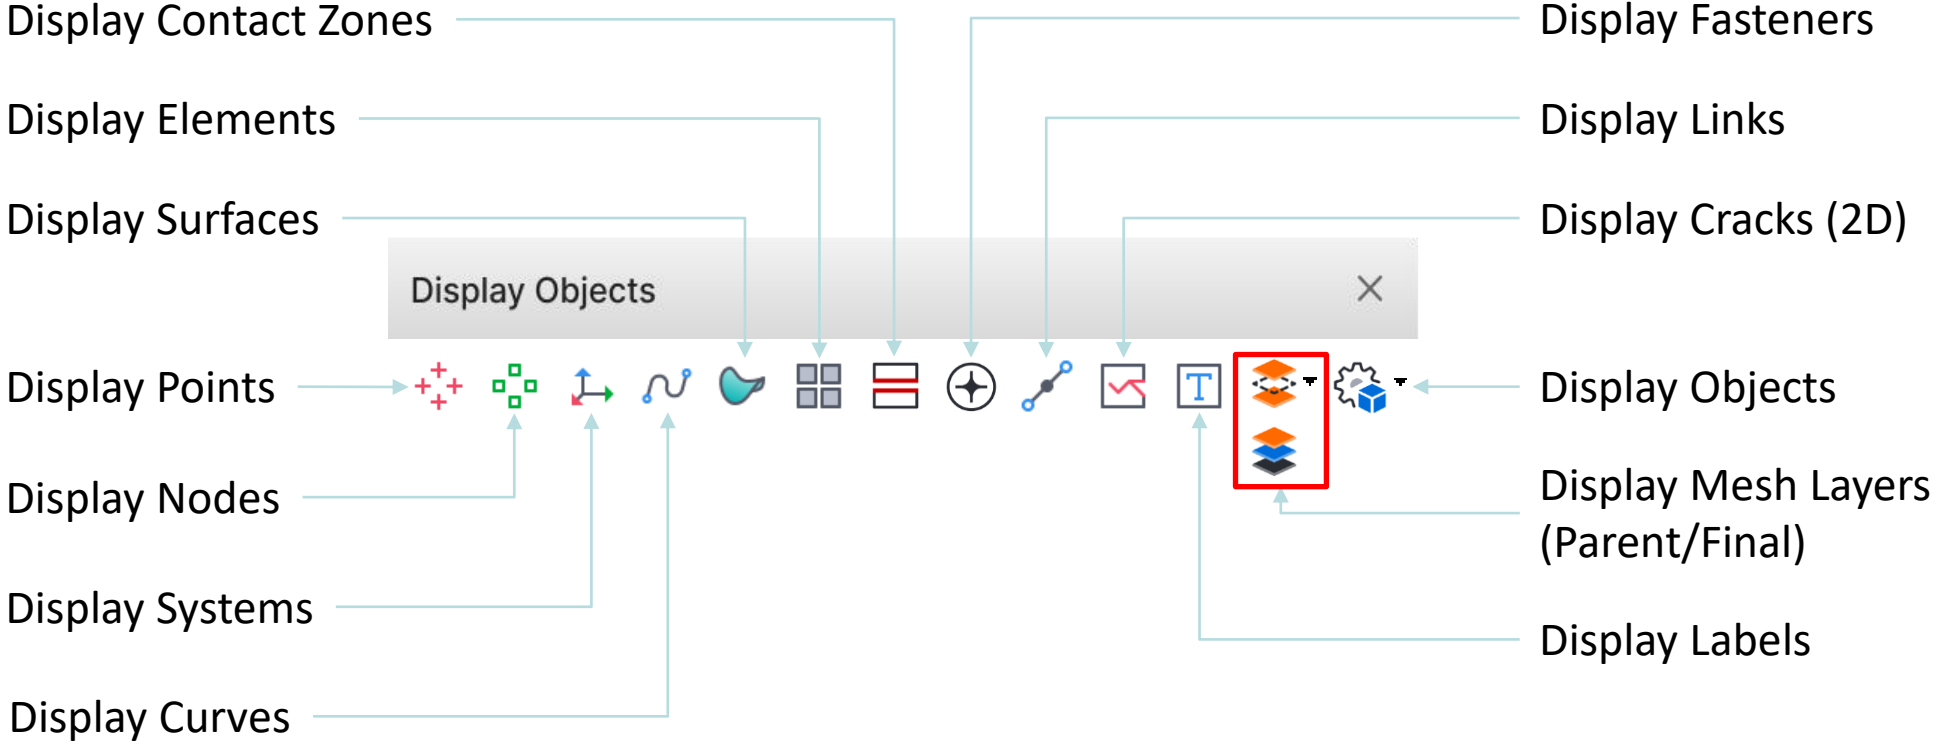 Display Contact Zones
Display Elements
Display Surfaces
Display Points
Display Nodes
Display Systems
Display Curves
Display Objects
T
Display Fasteners
Display Links
Display Cracks (2D)
Display Objects
Display Mesh Layers
(Parent/Final)
Display Labels